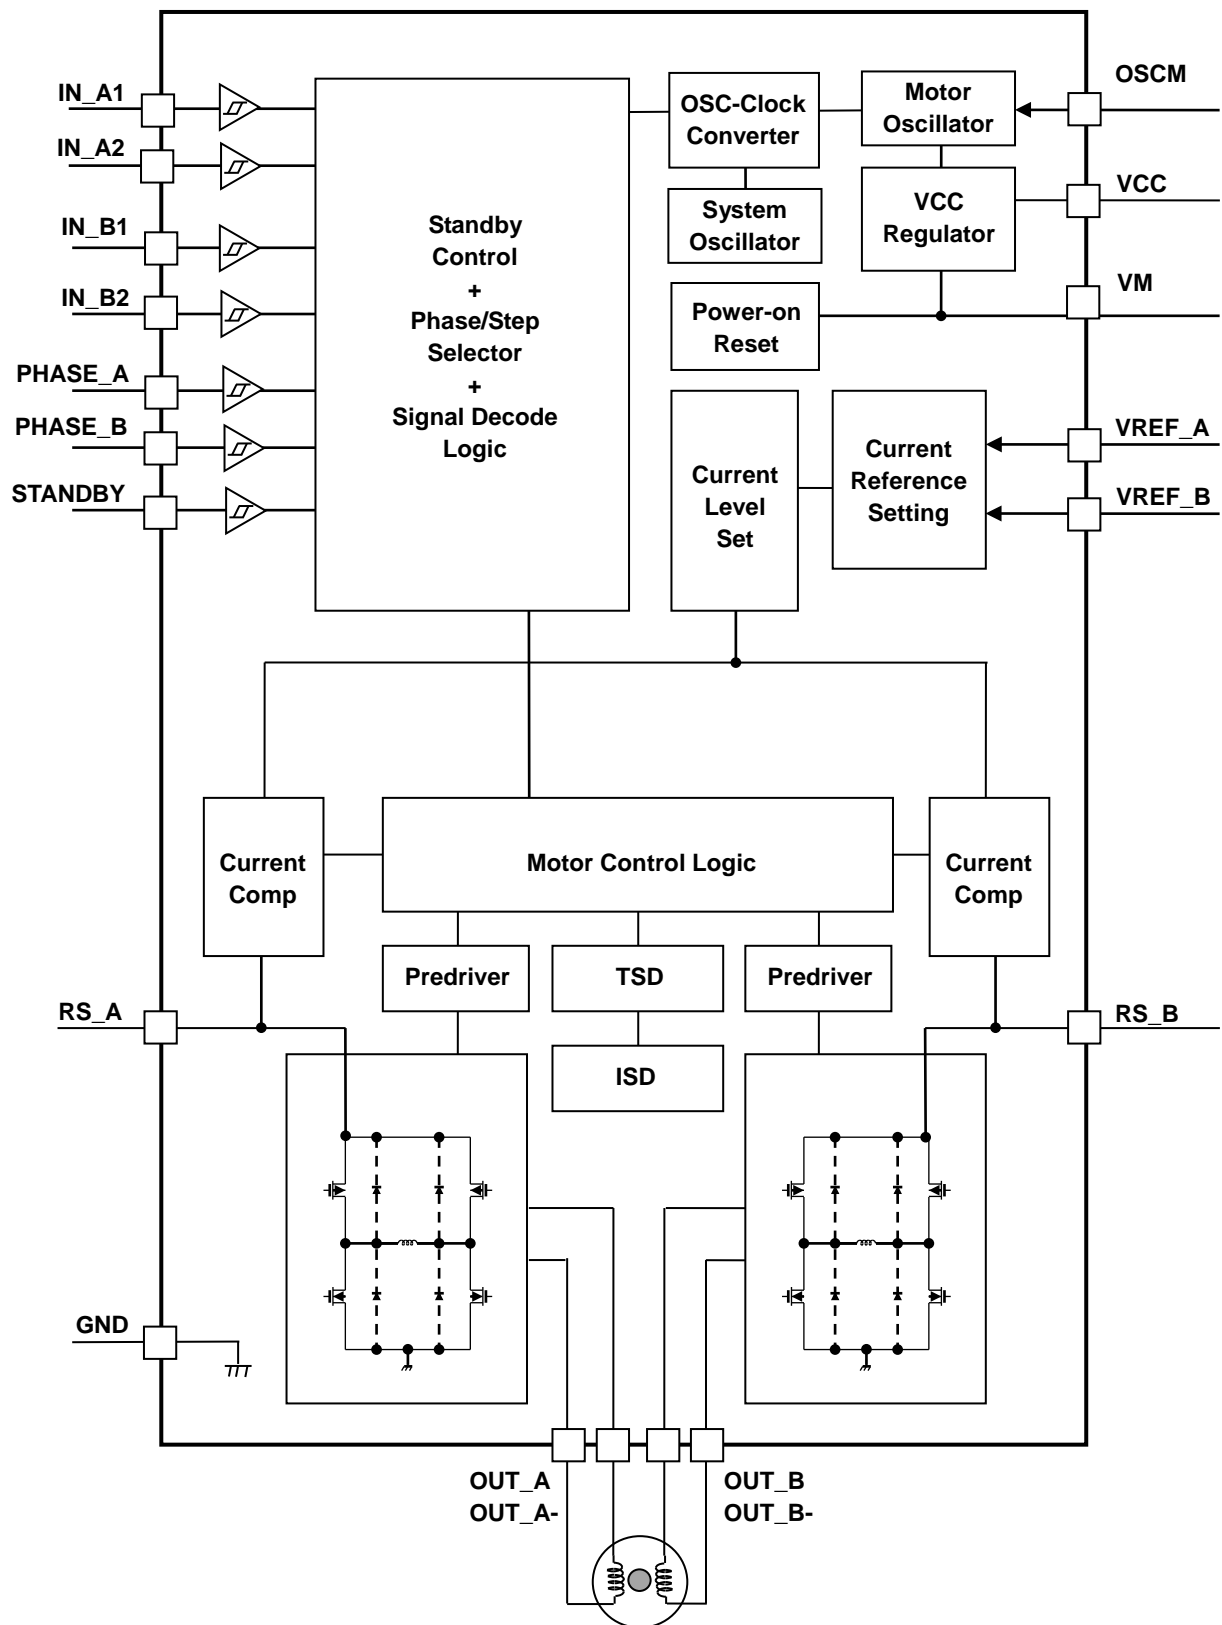 IN_A1
IN_A2
IN_B1
IN_B2
PHASE_A
PHASE_B
STANDBY
Standby
Control
+
Phase/Step
Selector
+
Signal Decode
Logic
OSC-Clock
Converter
Motor
Oscillator
System
Oscillator
VCC
Regulator
Power-on
Reset
Current
Level
Set
Current
Reference
Setting
OSCM
VCC
VM
VREF_A
VREF_B
Current
Comp
Motor Control Logic
Current
Comp
Predriver
TSD
Predriver
ISD
RS_A
RS_B
GND
OUT_A
OUT_A-
OUT_B
OUT_B-